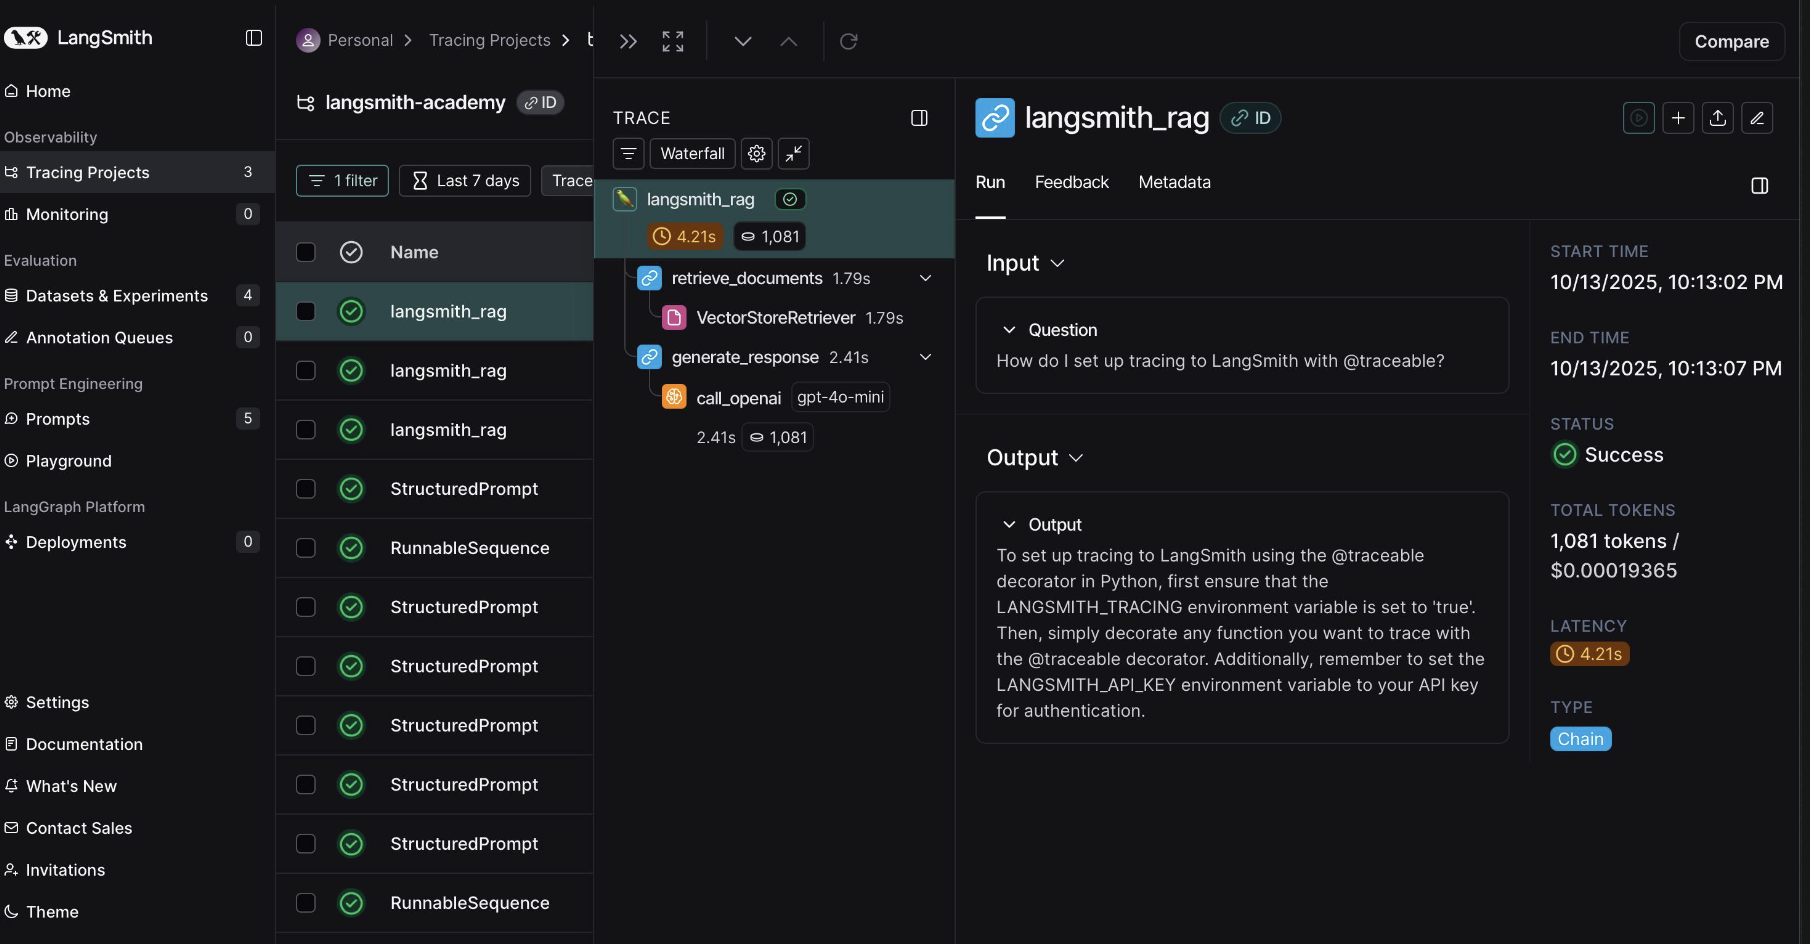 LangSmith
Home
Observability
Tracing Projects 3
Monitoring 0
Evaluation
Datasets & Experiments 4
Annotation Queues 0
Prompt Engineering
Prompts 5
Playground
LangGraph Platform
Deployments 0
Settings
Documentation
What's New
Contact Sales
Invitations
Theme
Personal > Tracing Projects >
langsmith-academy ID
1 filter Last 7 days Trace
Name
langsmith_rag
langsmith_rag
langsmith_rag
StructuredPrompt
RunnableSequence
StructuredPrompt
StructuredPrompt
StructuredPrompt
StructuredPrompt
StructuredPrompt
RunnableSequence
TRACE
Waterfall
langsmith_rag
4.21s 1,081
retrieve_documents 1.79s
VectorStoreRetriever 1.79s
generate_response 2.41s
call_openai gpt-4o-mini
2.41s 1,081
Compare
langsmith_rag ID
Run Feedback Metadata
Input
Question
How do I set up tracing to LangSmith with @traceable?
Output
Output
To set up tracing to LangSmith using the @traceable
decorator in Python, first ensure that the
LANGSMITH_TRACING environment variable is set to 'true'.
Then, simply decorate any function you want to trace with
the @traceable decorator. Additionally, remember to set the
LANGSMITH_API_KEY environment variable to your API key
for authentication.
START TIME
10/13/2025, 10:13:02 PM
END TIME
10/13/2025, 10:13:07 PM
STATUS
Success
TOTAL TOKENS
1,081 tokens /
$0.00019365
LATENCY
4.21s
TYPE
Chain